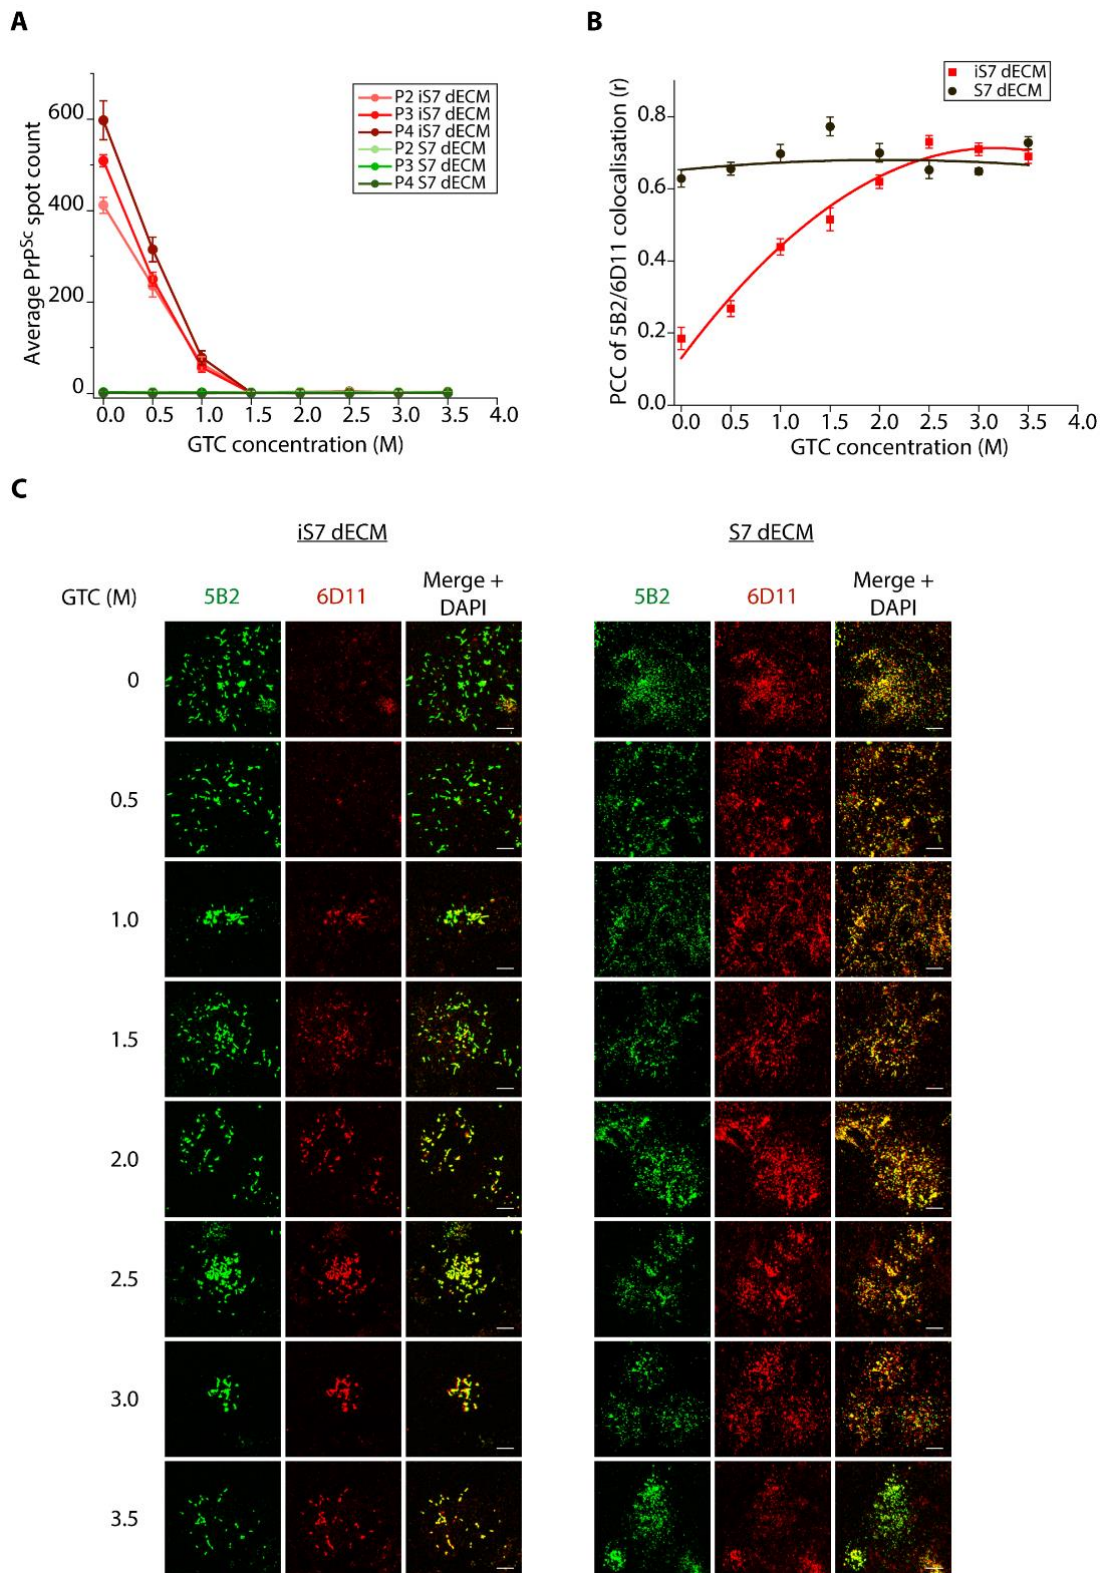 A
B
600
400
200
0
Average PrPSc spot count
0.0 0.5 1.0 1.5 2.0 2.5 3.0 3.5 4.0
GTC concentration (M)
P2 iS7 dECM
P3 iS7 dECM
P4 iS7 dECM
P2 S7 dECM
P3 S7 dECM
P4 S7 dECM
iS7 dECM
S7 dECM
0.8
0.6
0.4
0.2
0.0
PCC of 5B2/6D11 colocalisation (r)
0.0 0.5 1.0 1.5 2.0 2.5 3.0 3.5 4.0
GTC concentration (M)
C
iS7 dECM
S7 dECM
GTC (M)
5B2
6D11
Merge +
DAPI
5B2
6D11
Merge +
DAPI
0
0.5
1.0
1.5
2.0
2.5
3.0
3.5